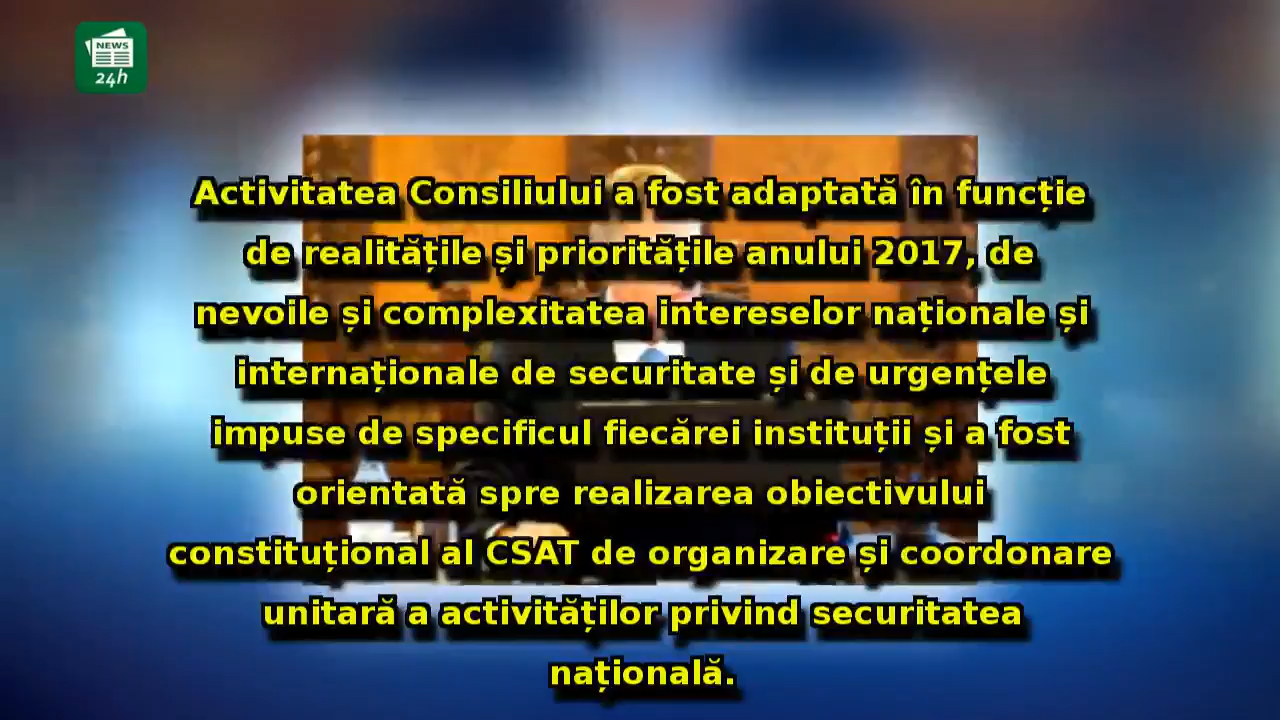 NEWS
24h
Activitatea Consiliului a fost adaptată în funcție
de realitățile și prioritățile anului 2017, de
nevoile și complexitatea intereselor naționale și
internaționale de securitate și de urgențele
impuse de specificul fiecărei instituții și a fost
orientată spre realizarea obiectivului
constituțional al CSAT de organizare și coordonare
unitară a activităților privind securitatea
națională.